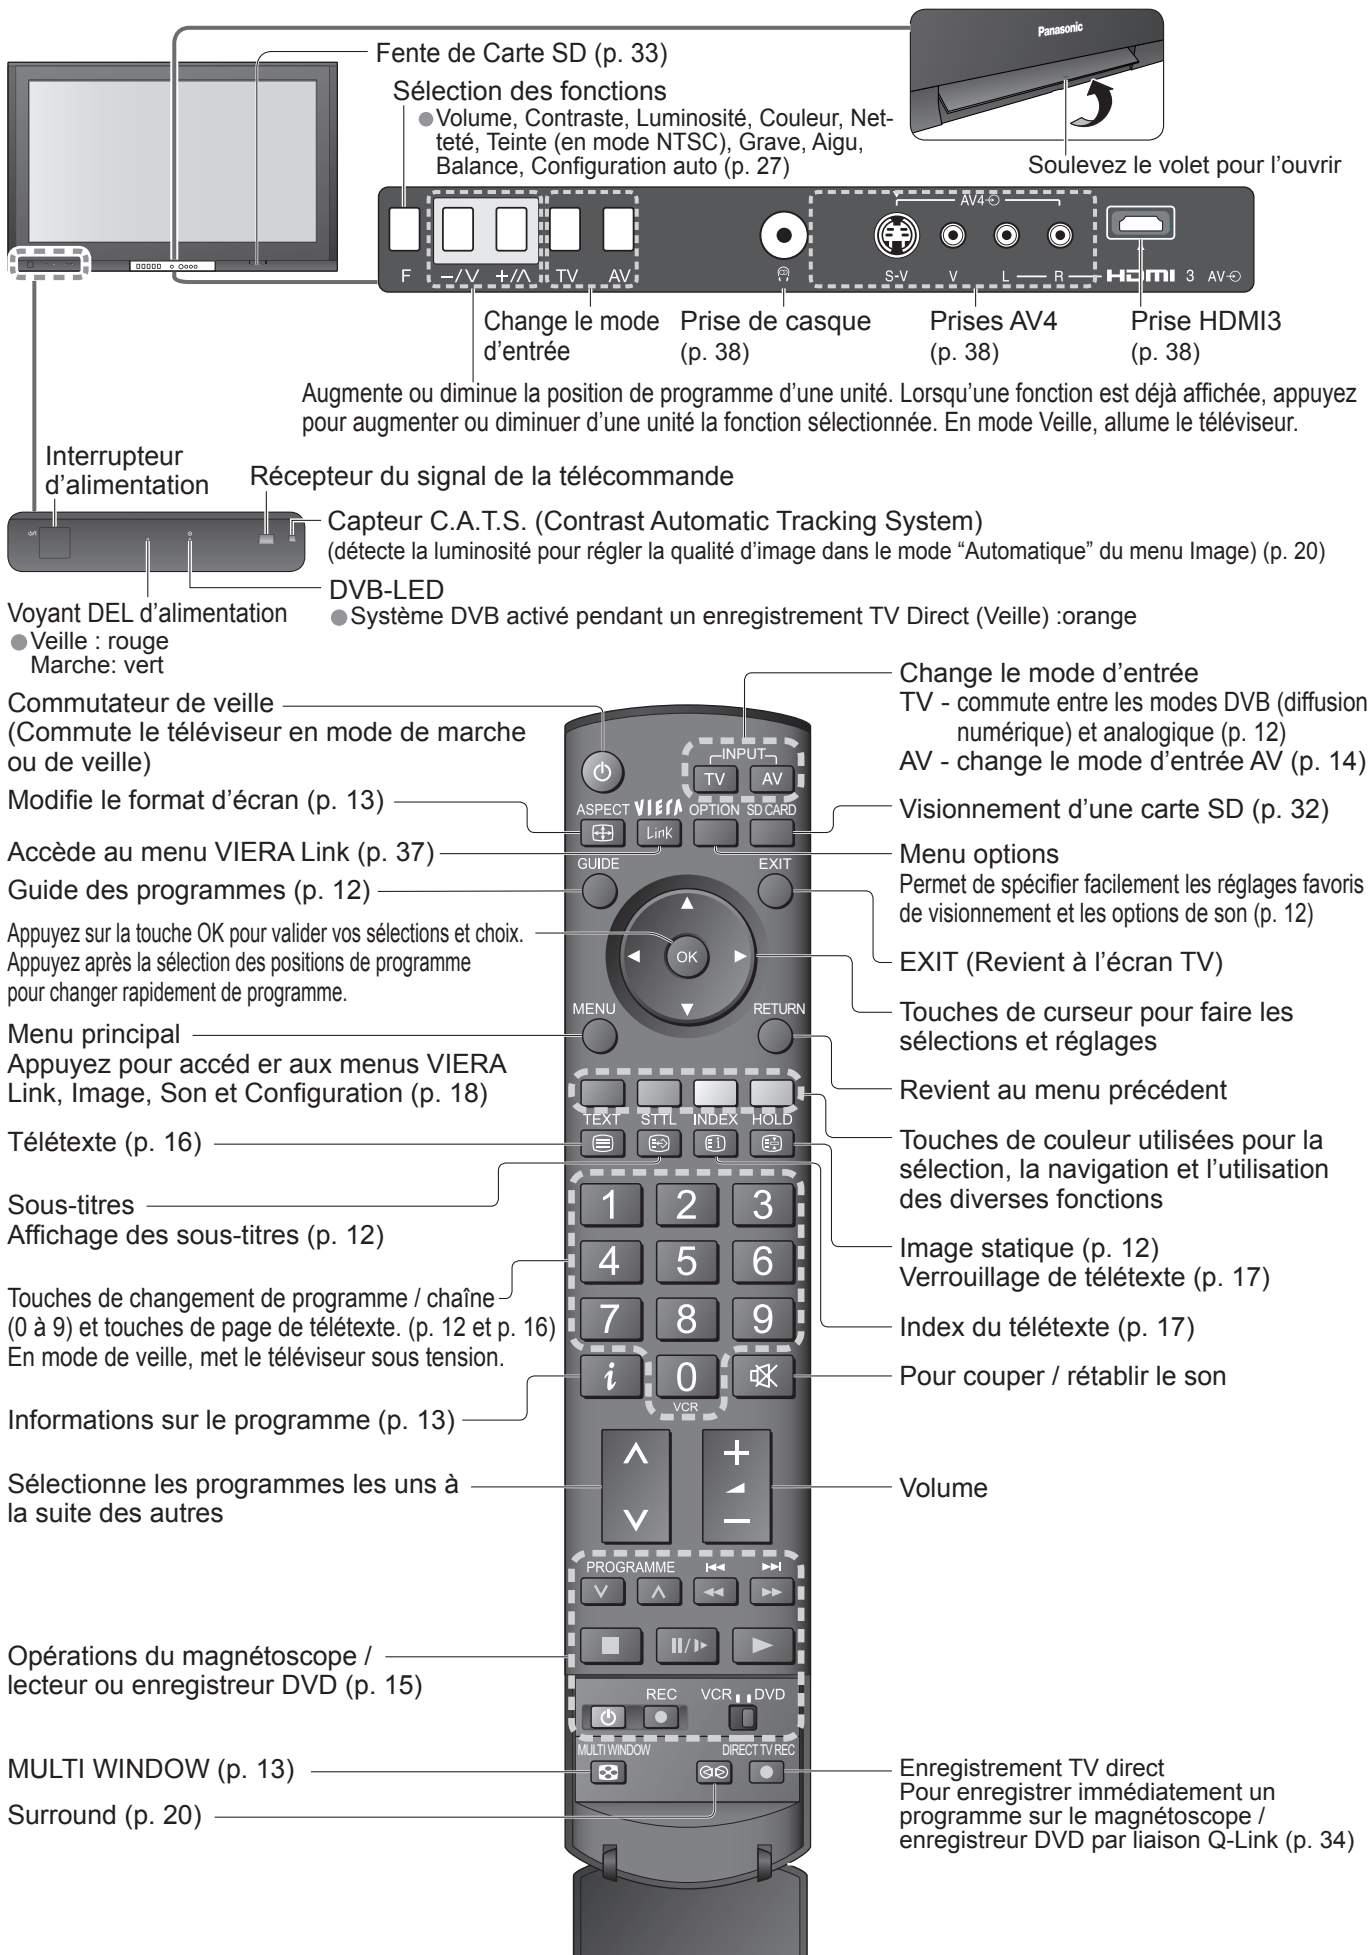 Panasonic
Fente de Carte SD (p. 33)
Sélection des fonctions
●Volume, Contraste, Luminosité, Couleur, Net-
teté, Teinte (en mode NTSC), Grave, Aigu,
Balance, Configuration auto (p. 27)
Soulevez le volet pour l’ouvrir
AV4
F
−/∨
+/∧
TV
AV
S-V
V
L
R
HDMI 3 AV
Change le mode
d’entrée
Prise de casque
(p. 38)
Prises AV4
(p. 38)
Prise HDMI3
(p. 38)
Augmente ou diminue la position de programme d’une unité. Lorsqu’une fonction est déjà affichée, appuyez
pour augmenter ou diminuer d’une unité la fonction sélectionnée. En mode Veille, allume le téléviseur.
Interrupteur
d’alimentation
Récepteur du signal de la télécommande
Capteur C.A.T.S. (Contrast Automatic Tracking System)
(détecte la luminosité pour régler la qualité d’image dans le mode “Automatique” du menu Image) (p. 20)
DVB-LED
●Système DVB activé pendant un enregistrement TV Direct (Veille) :orange
Voyant DEL d’alimentation
●Veille : rouge
Marche: vert
Commutateur de veille
(Commute le téléviseur en mode de marche
ou de veille)
Modifie le format d’écran (p. 13)
Accède au menu VIERA Link (p. 37)
Guide des programmes (p. 12)
Appuyez sur la touche OK pour valider vos sélections et choix.
Appuyez après la sélection des positions de programme
pour changer rapidement de programme.
Menu principal
Appuyez pour accéd er aux menus VIERA
Link, Image, Son et Configuration (p. 18)
Télétexte (p. 16)
Sous-titres
Affichage des sous-titres (p. 12)
Touches de changement de programme / chaîne
(0 à 9) et touches de page de télétexte. (p. 12 et p. 16)
En mode de veille, met le téléviseur sous tension.
Informations sur le programme (p. 13)
Sélectionne les programmes les uns à
la suite des autres
Opérations du magnétoscope /
lecteur ou enregistreur DVD (p. 15)
MULTI WINDOW (p. 13)
Surround (p. 20)
INPUT
TV AV
ASPECT VIERA OPTION SD CARD
Link
GUIDE EXIT
OK
MENU RETURN
TEXT STTL INDEX HOLD
1 2 3
4 5 6
7 8 9
i 0
VCR
+
−
PROGRAMME
REC VCR DVD
MULTI WINDOW DIRECT TV REC
Change le mode d’entrée
TV - commute entre les modes DVB (diffusion
numérique) et analogique (p. 12)
AV - change le mode d’entrée AV (p. 14)
Visionnement d’une carte SD (p. 32)
Menu options
Permet de spécifier facilement les réglages favoris
de visionnement et les options de son (p. 12)
EXIT (Revient à l’écran TV)
Touches de curseur pour faire les
sélections et réglages
Revient au menu précédent
Touches de couleur utilisées pour la
sélection, la navigation et l’utilisation
des diverses fonctions
Image statique (p. 12)
Verrouillage de télétexte (p. 17)
Index du télétexte (p. 17)
Pour couper / rétablir le son
Volume
Enregistrement TV direct
Pour enregistrer immédiatement un
programme sur le magnétoscope /
enregistreur DVD par liaison Q-Link (p. 34)